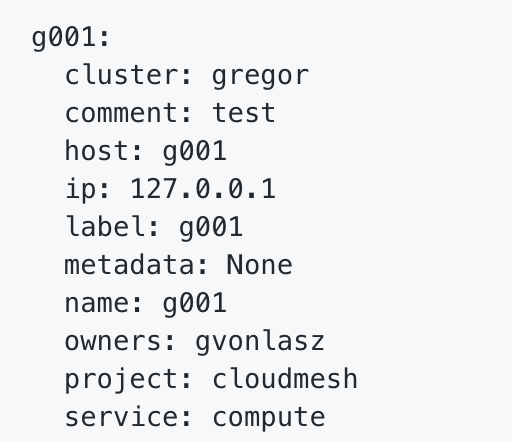 g001:
  cluster: gregor
  comment: test
  host: g001
  ip: 127.0.0.1
  label: g001
  metadata: None
  name: g001
  owners: gvonlasz
  project: cloudmesh
  service: compute